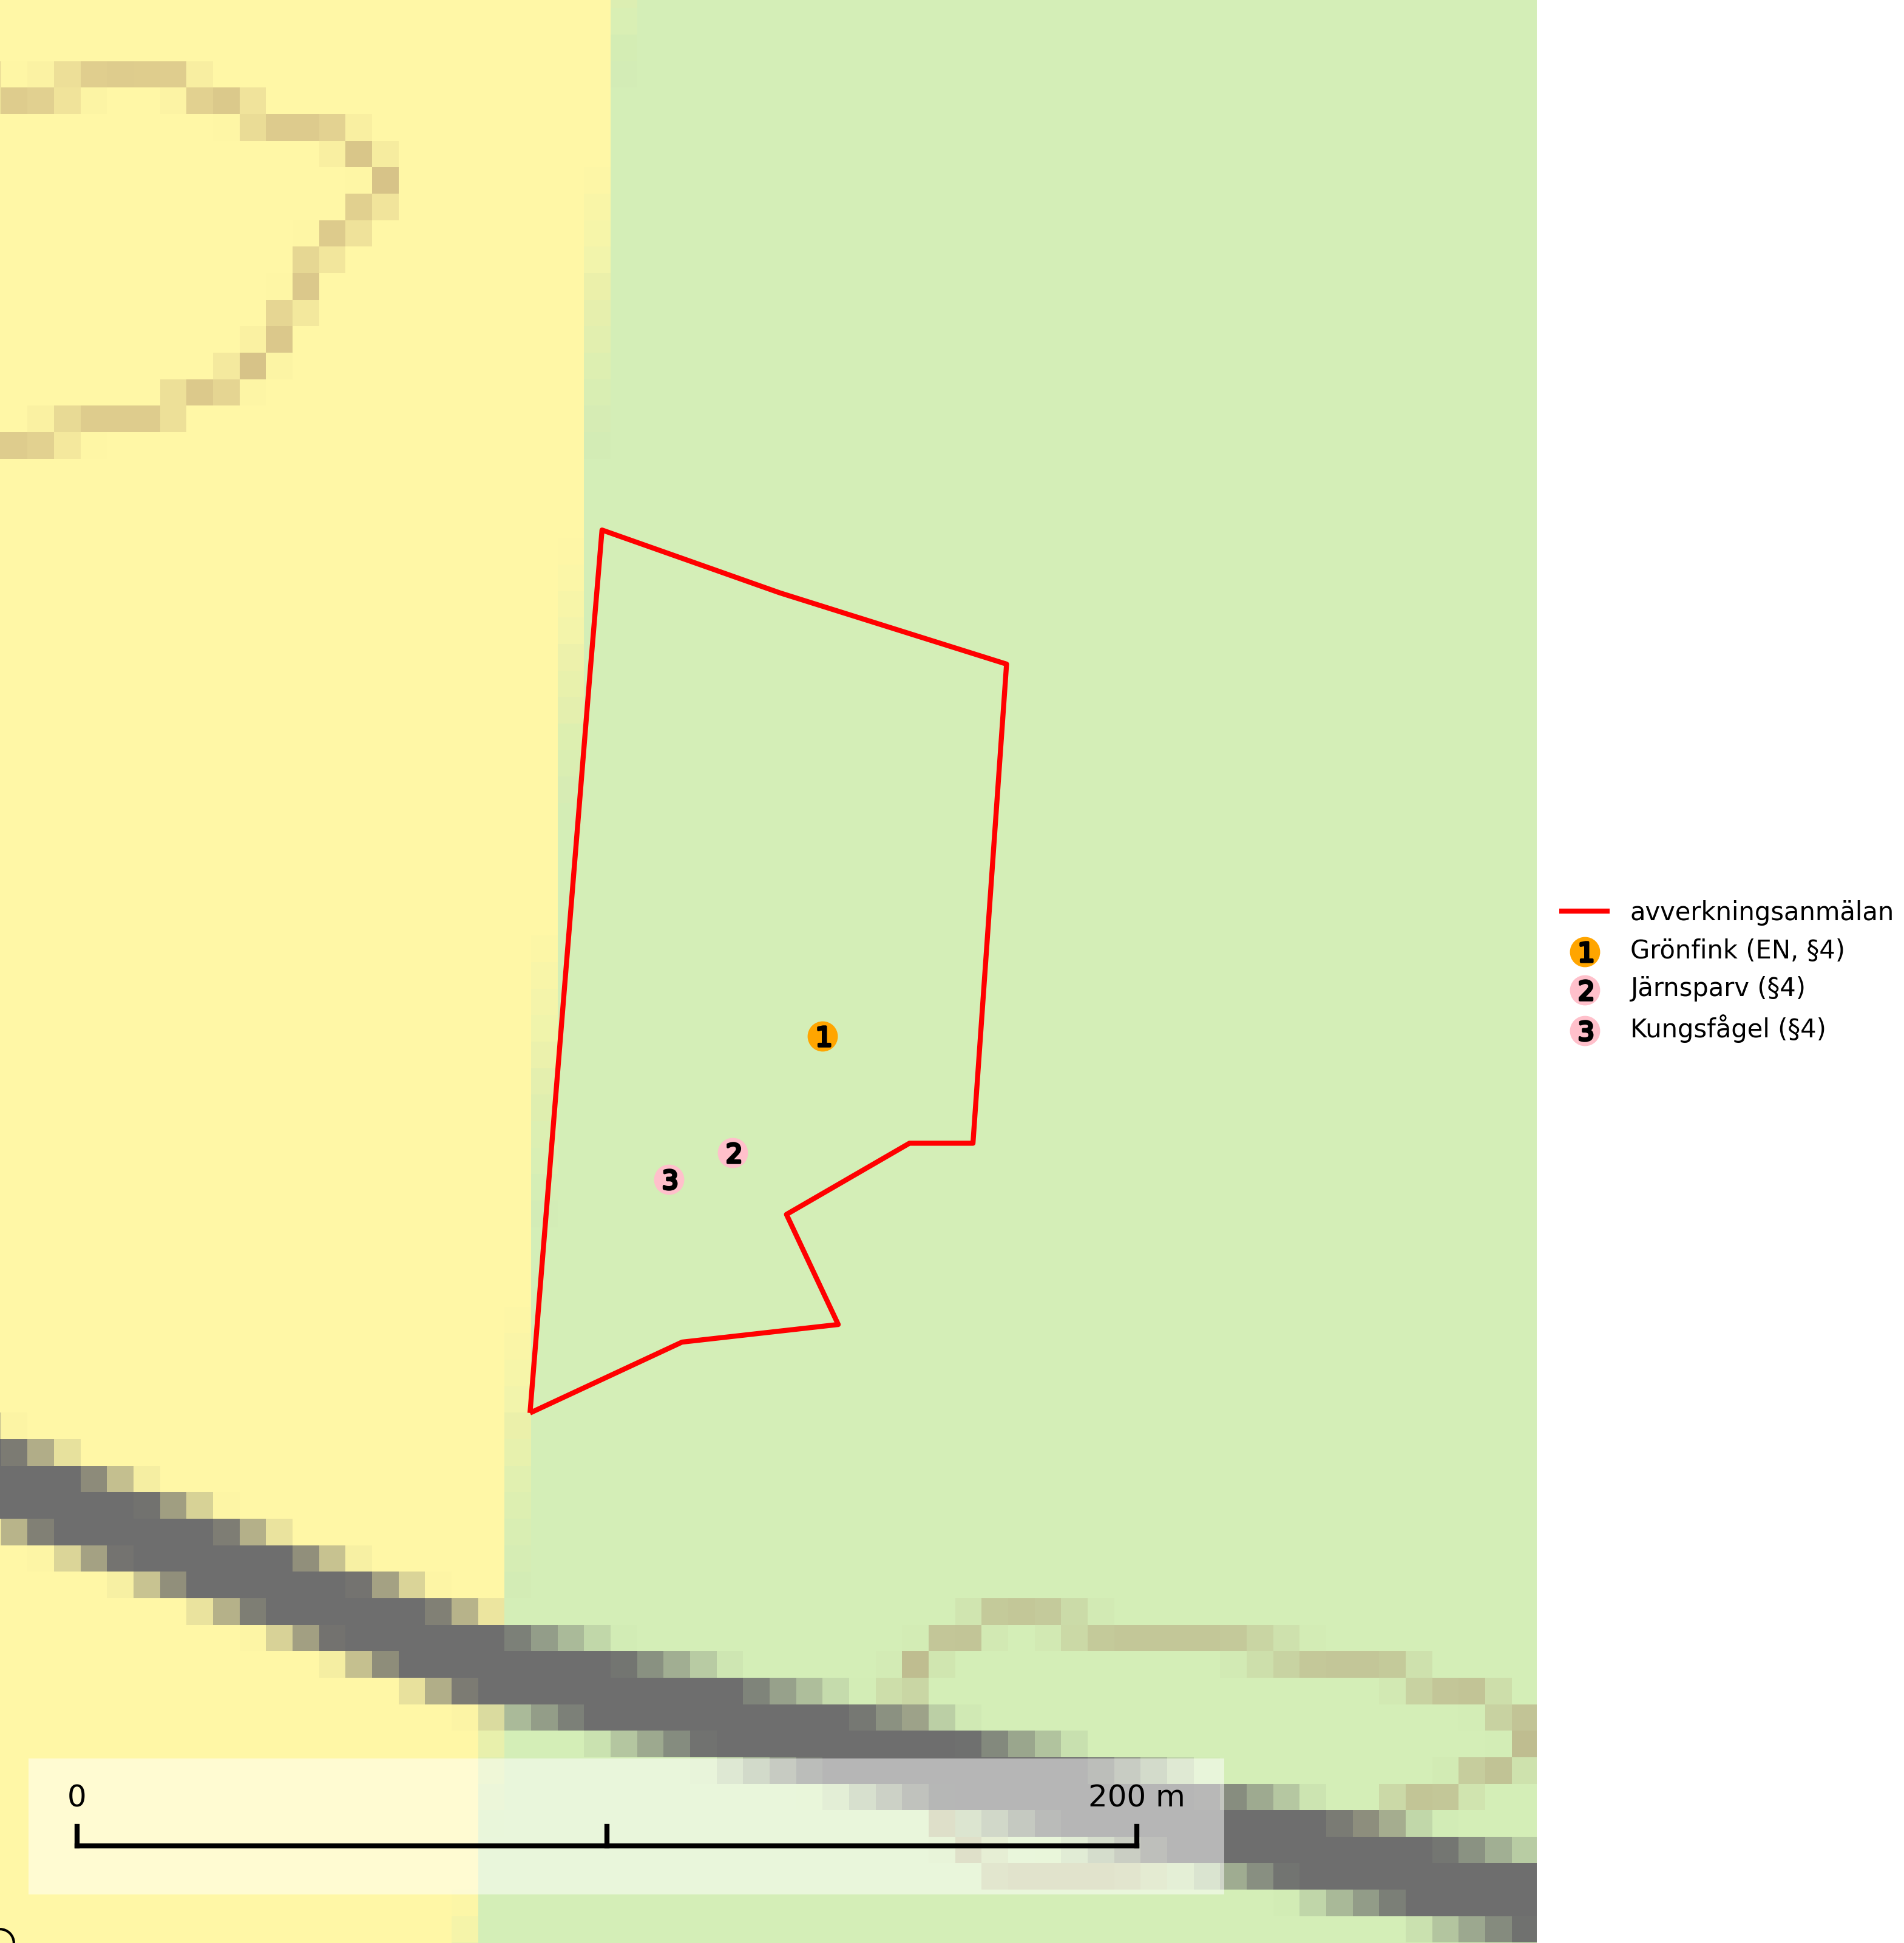 avverkningsanmälan
1 Grönfink (EN, §4)
2 Järnsparv (§4)
3 Kungsfågel (§4)
1
2
3
0 200 m